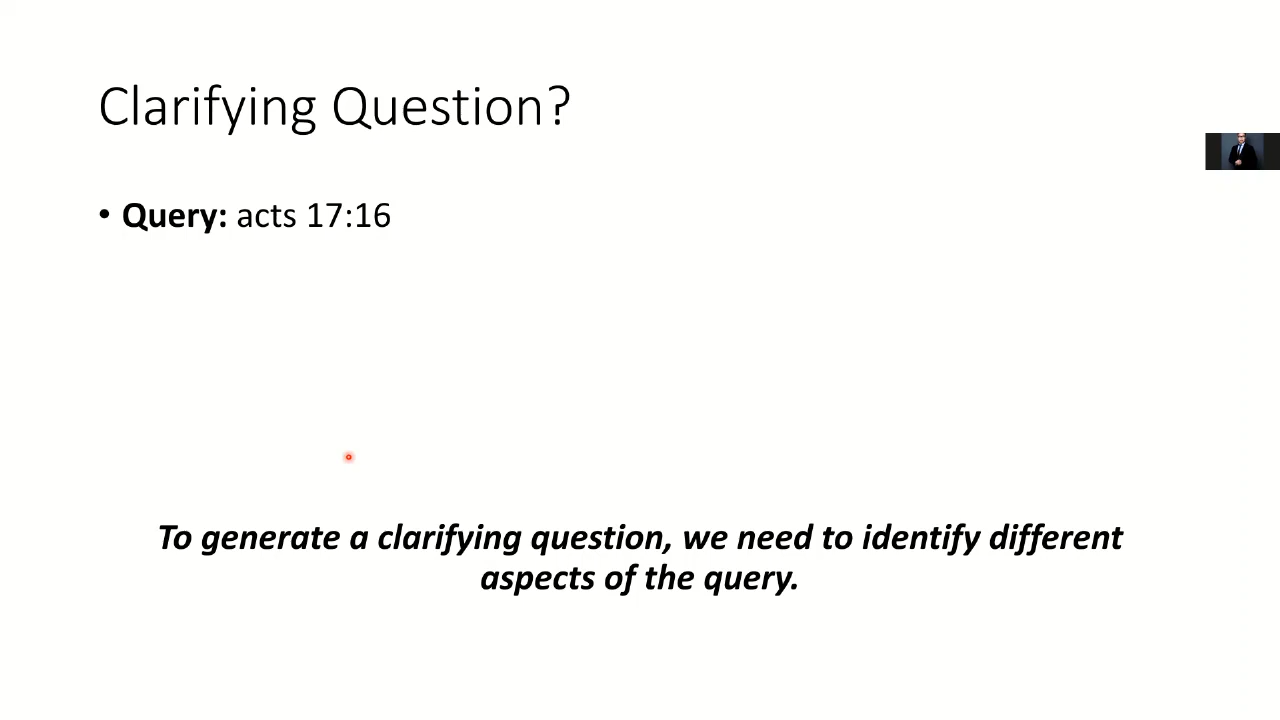 Clarifying Question?
• Query: acts 17:16
To generate a clarifying question, we need to identify different
aspects of the query.